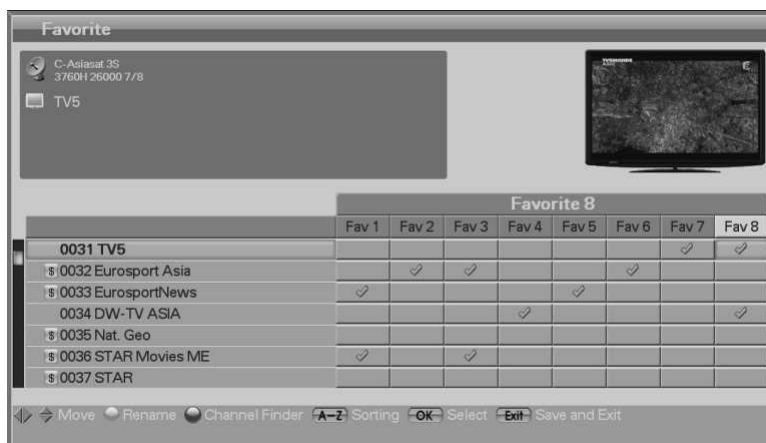 Favorite
C-Asiasat 3S
3760H 26000 7/8
TV5
Favorite 8
Fav 1 Fav 2 Fav 3 Fav 4 Fav 5 Fav 6 Fav 7 Fav 8
0031 TV5
$ 0032 Eurosport Asia
$ 0033 EurosportNews
0034 DW-TV ASIA
$ 0035 Nat. Geo
$ 0036 STAR Movies ME
$ 0037 STAR
Move Rename Channel Finder A-Z Sorting OK Select Exit Save and Exit